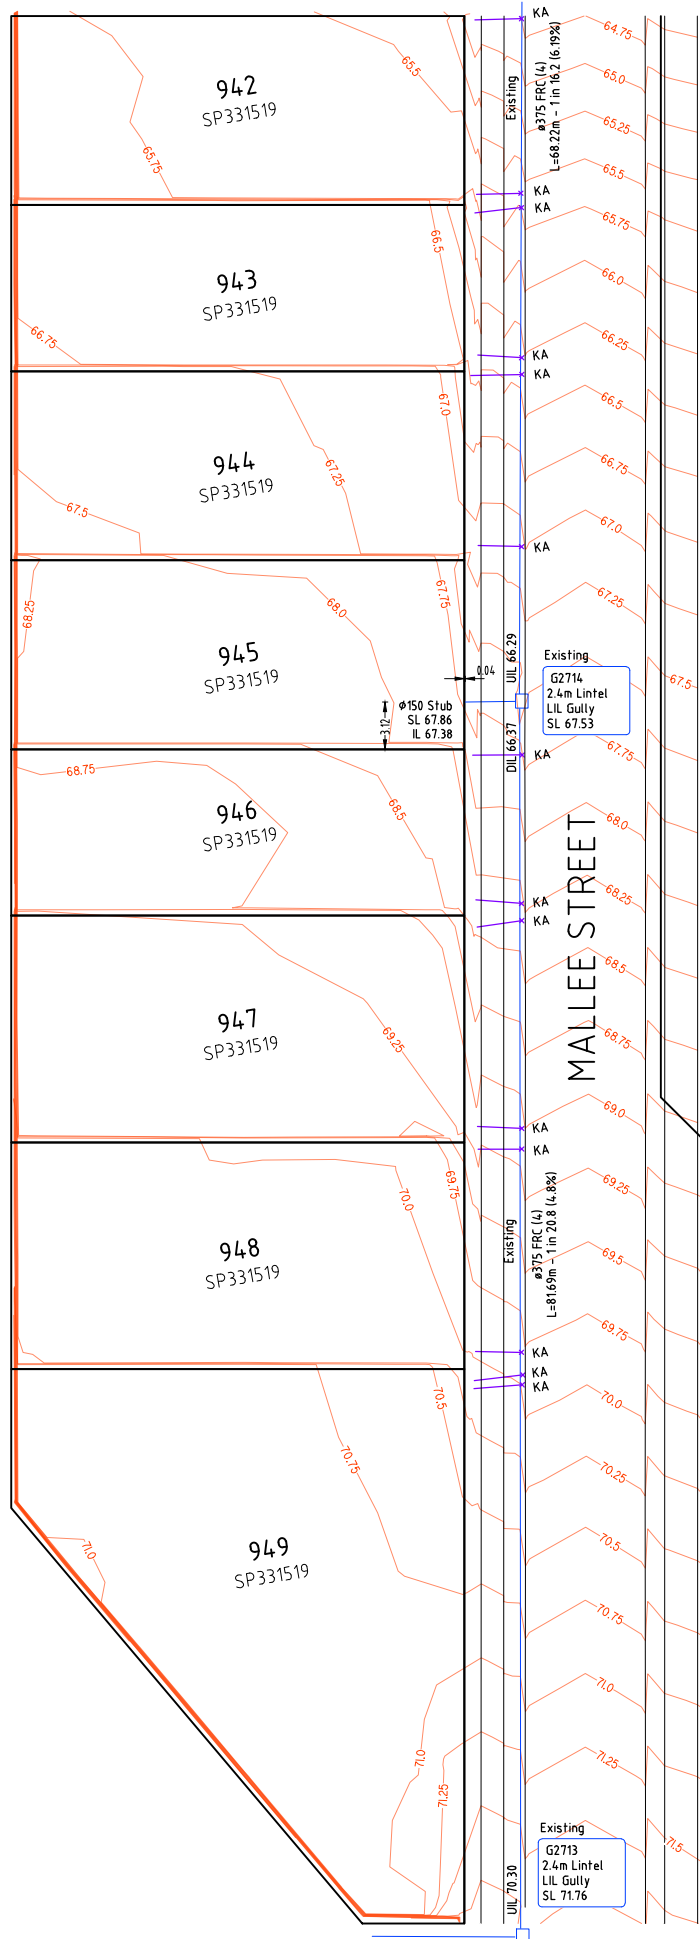 KA
64.75
ø375 FRC (4)
L=68.22m - 1 in 16.2 (6.19%)
Existing
65.5
65.0
942
SP331519
65.25
65.75
65.5
KA
KA
65.75
66.5
943
SP331519
66.0
66.75
66.25
KA
KA
67.0
66.5
944
SP331519
67.25
66.75
67.5
67.0
KA
67.75
68.25
68.0
67.25
945
SP331519
UIL 66.29
0.04
Existing
G2714
2.4m Lintel
LIL Gully
SL 67.53
67.5
ø150 Stub
SL 67.86
IL 67.38
3.12
DIL 66.37
67.75
KA
68.75
68.5
946
SP331519
68.0
MALLEE STREET
68.25
KA
KA
68.5
947
SP331519
69.25
68.75
69.0
KA
KA
69.75
70.0
69.25
ø375 FRC (4)
L=81.69m - 1 in 20.8 (4.8%)
Existing
948
SP331519
69.5
69.75
KA
KA
KA
70.5
70.0
70.75
70.25
71.0
949
SP331519
70.5
70.75
71.0
71.0
71.25
71.25
Existing
G2713
2.4m Lintel
LIL Gully
SL 71.76
71.5
UIL 70.30